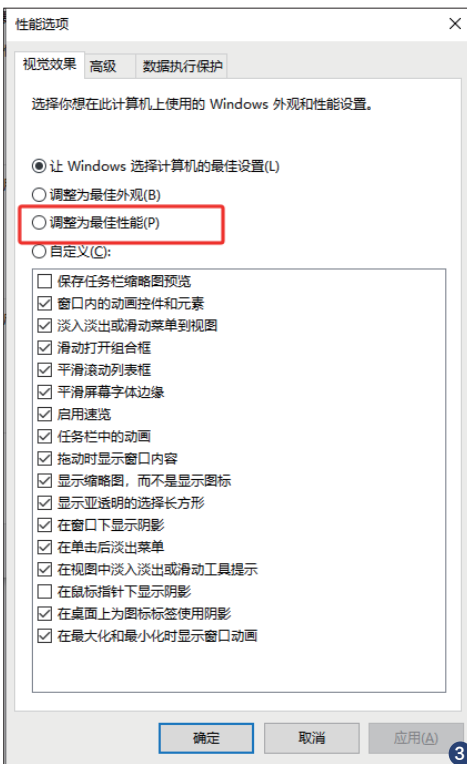 性能选项
视觉效果 高级 数据执行保护
选择你想在此计算机上使用的 Windows 外观和性能设置。
让 Windows 选择计算机的最佳设置(L)
调整为最佳外观(B)
调整为最佳性能(P)
自定义(C):
保存任务栏缩略图预览
窗口内的动画控件和元素
淡入淡出或滑动菜单到视图
滑动打开组合框
平滑滚动列表框
平滑屏幕字体边缘
启用速览
任务栏中的动画
拖动时显示窗口内容
显示缩略图，而不是显示图标
显示亚透明的选择长方形
在窗口下显示阴影
在单击后淡出菜单
在视图中淡入淡出或滑动工具提示
在鼠标指针下显示阴影
在桌面上为图标标签使用阴影
在最大化和最小化时显示窗口动画
确定 取消 应用(A)
3